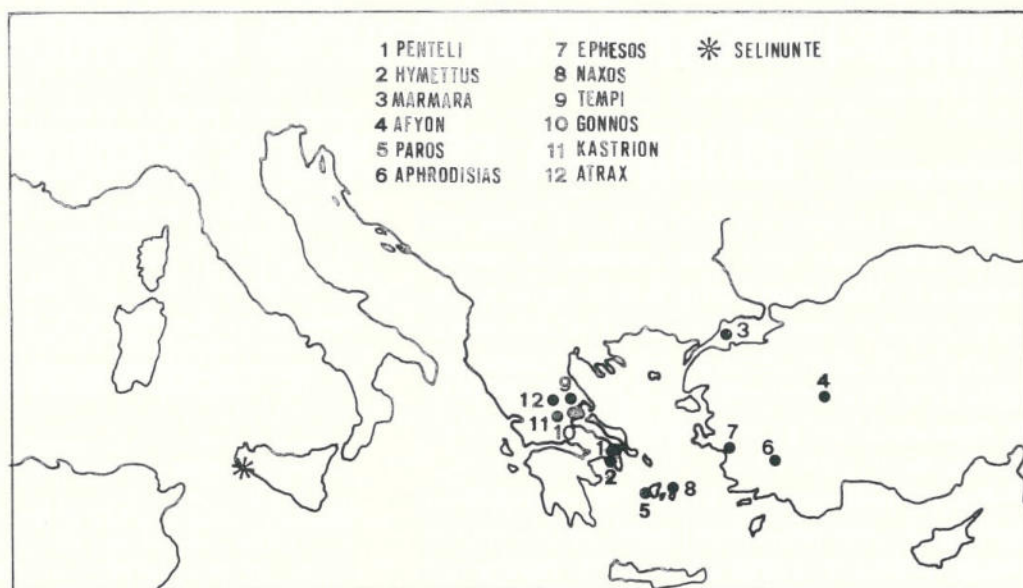 1 PENTELI
2 HYMETTUS
3 MARMARA
4 AFYON
5 PAROS
6 APHRODISIAS
7 EPHESOS
8 NAXOS
9 TEMPI
10 GONNOS
11 KASTRION
12 ATRAX
SELINUNTE
3
4
9
12
11
10
1
2
7
6
5
8